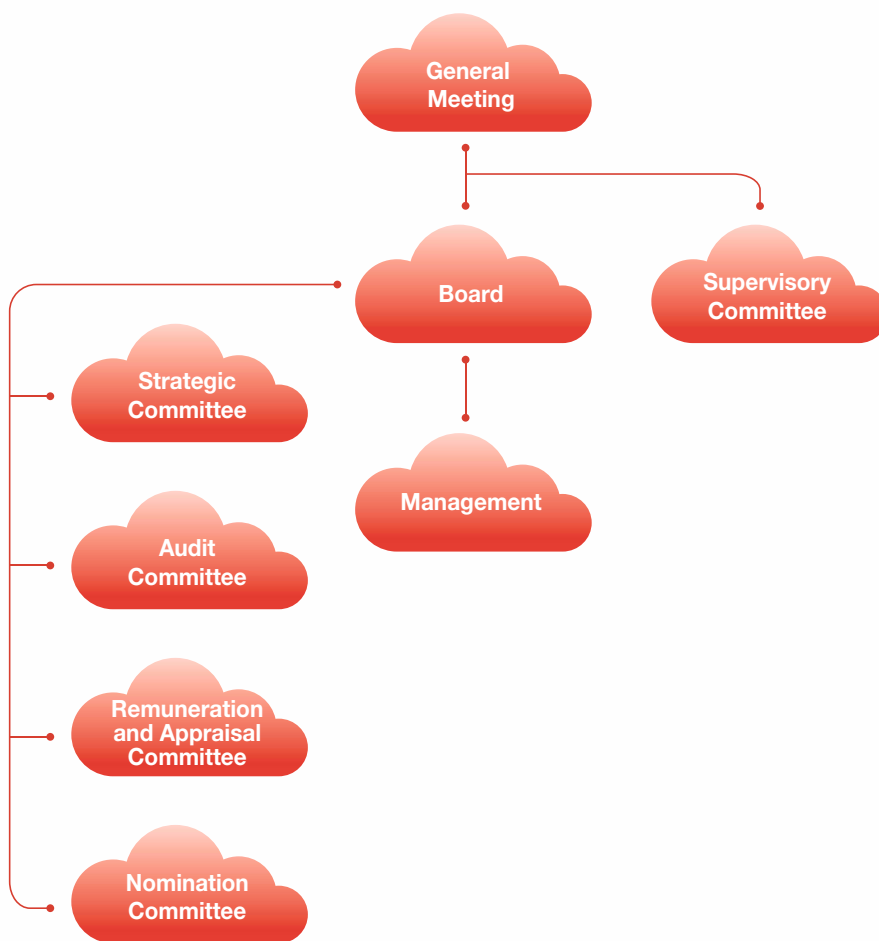 General
Meeting
Board
Supervisory
Committee
Strategic
Committee
Management
Audit
Committee
Remuneration
and Appraisal
Committee
Nomination
Committee